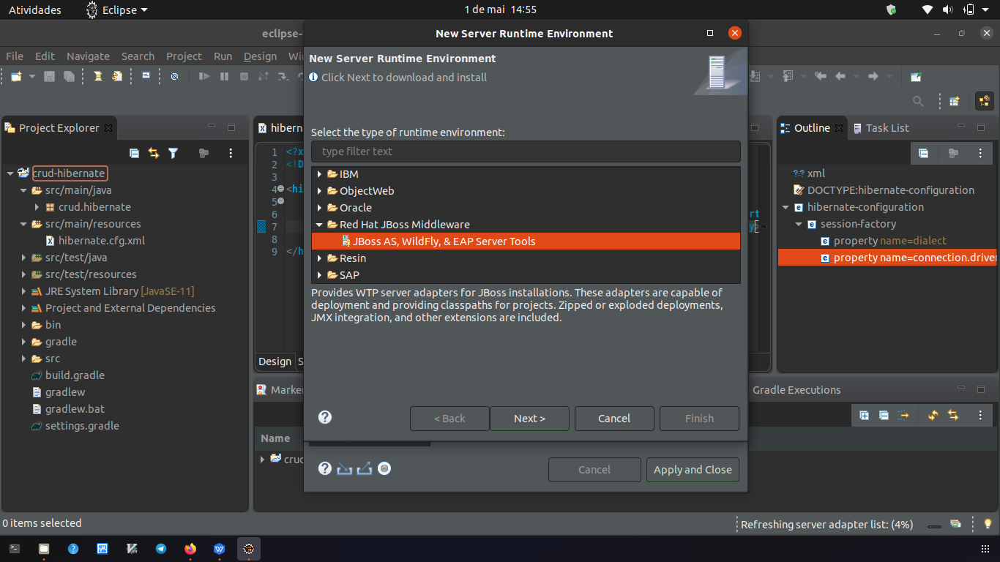 Atividades Eclipse 1 de mai 14:55
eclipse- New Server Runtime Environment
File Edit Navigate Search Project Run Design
New Server Runtime Environment
Click Next to download and install
Project Explorer
hibern
Outline
Task List
Select the type of runtime environment:
type filter text
crud-hibernate
src/main/java
crud.hibernate
src/main/resources
hibernate.cfg.xml
src/test/java
src/test/resources
JRE System Library [JavaSE-11]
Project and External Dependencies
bin
gradle
src
build.gradle
gradlew
gradlew.bat
settings.gradle
1 <?x
2 <!D
3
4 <hi
5
6
7
8
9 </h
Design
IBM
ObjectWeb
Oracle
Red Hat JBoss Middleware
JBoss AS, WildFly, & EAP Server Tools
Resin
SAP
Provides WTP server adapters for JBoss installations. These adapters are capable of
deployment and providing classpaths for projects. Zipped or exploded deployments,
JMX integration, and other extensions are included.
< Back Next > Cancel Finish
Cancel Apply and Close
xml
DOCTYPE:hibernate-configuration
hibernate-configuration
session-factory
property name=dialect
property name=connection.driver
Marker
Gradle Executions
Name
crud
0 items selected
Refreshing server adapter list: (4%)